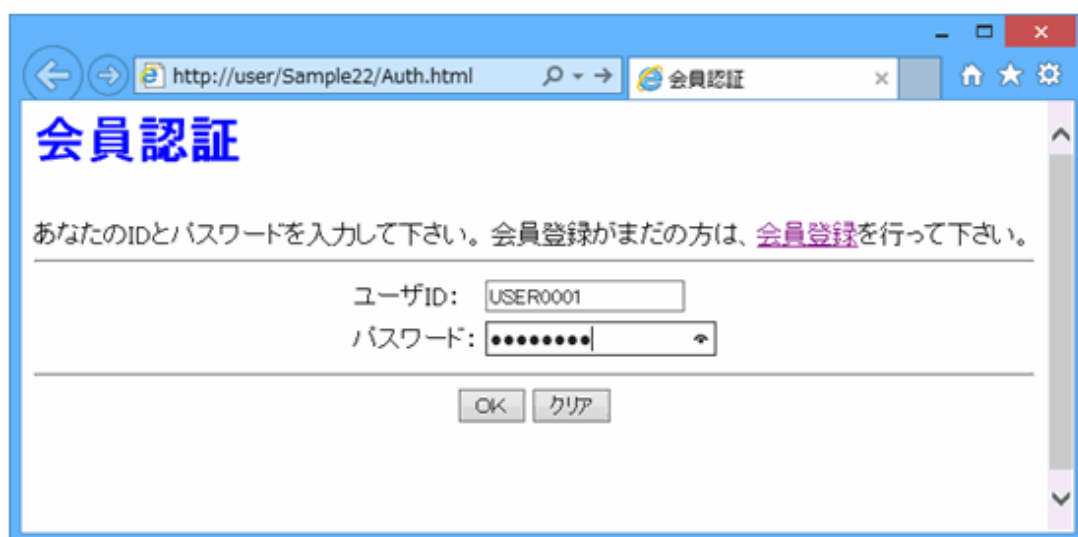 http://user/Sample22/Auth.html
会員認証
会員認証
あなたのIDとパスワードを入力して下さい。会員登録がまだの方は、会員登録を行って下さい。
ユーザID： USER0001
パスワード： ●●●●●●●●
OK クリア